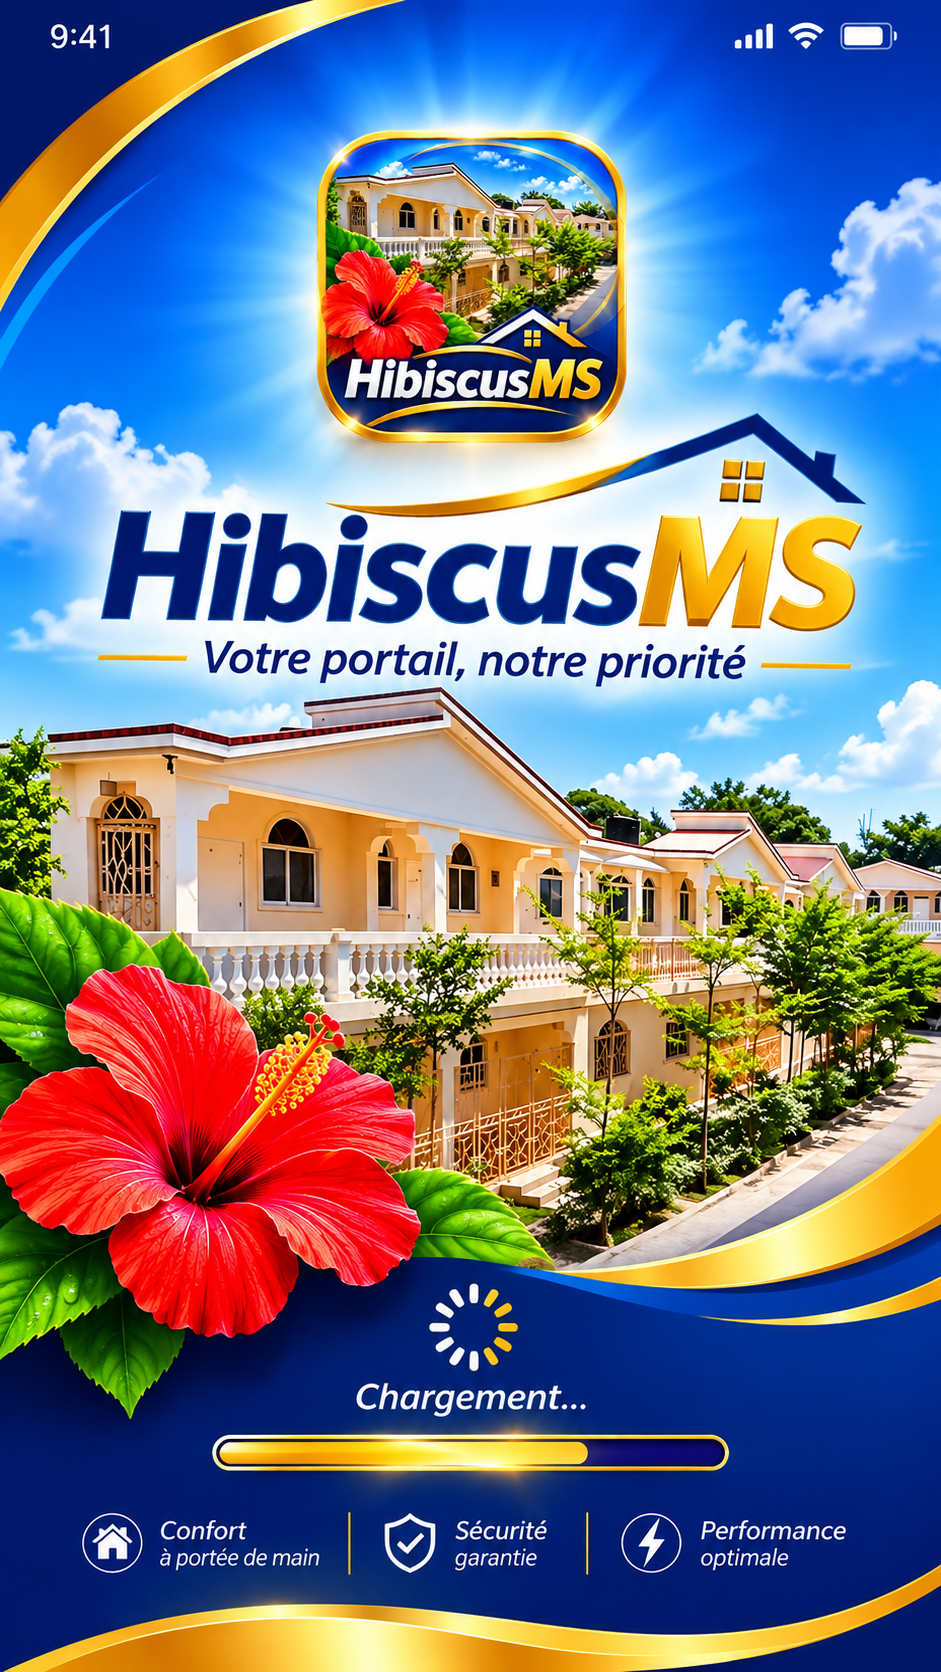 9:41
HibiscusMS
HibiscusMS
Votre portail, notre priorité
Chargement...
Confort
à portée de main
Sécurité
garantie
Performance
optimale